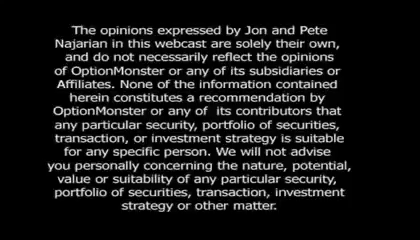 The opinions expressed by Jon and Pete
Najarian in this webcast are solely their own,
and do not necessarily reflect the opinions
of OptionMonster or any of its subsidiaries or
Affiliates. None of the information contained
herein constitutes a recommendation by
OptionMonster or any of its contributors that
any particular security, portfolio of securities,
transaction, or investment strategy is suitable
for any specific person. We will not advise
you personally concerning the nature, potential,
value or suitability of any particular security,
portfolio of securities, transaction, investment
strategy or other matter.